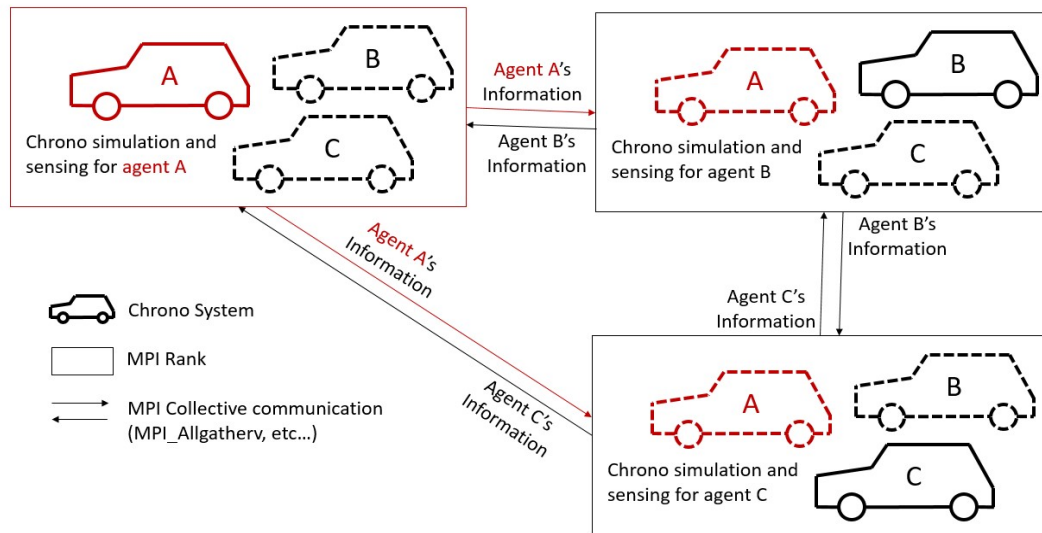 A
B
C
Chrono simulation and
sensing for agent A
Agent A's
Information
Agent B's
Information
A
B
C
Chrono simulation and
sensing for agent B
Agent A's
Information
Agent C's
Information
Agent B's
Information
Agent C's
Information
Chrono System
MPI Rank
MPI Collective communication
(MPI_Allgatherv, etc…)
A
B
C
Chrono simulation and
sensing for agent C